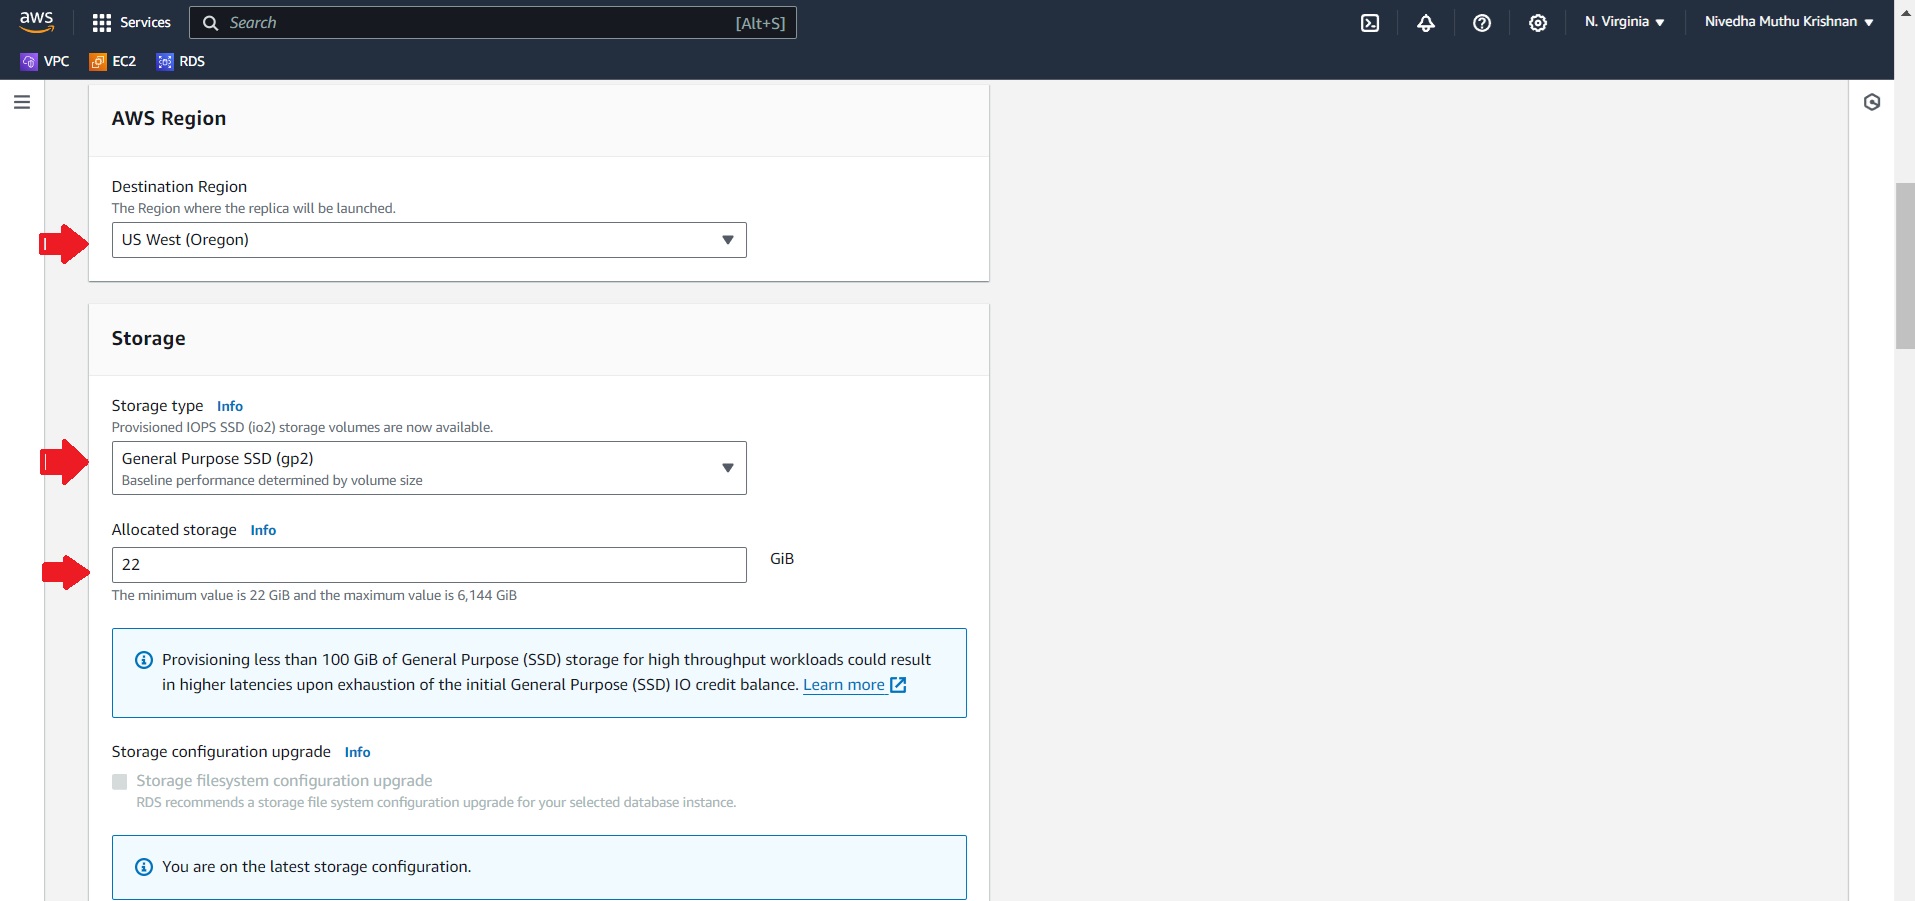 aws
Services
Search
[Alt+S]
N. Virginia
Nivedha Muthu Krishnan
VPC
EC2
RDS
AWS Region
Destination Region
The Region where the replica will be launched.
US West (Oregon)
Storage
Storage type Info
Provisioned IOPS SSD (io2) storage volumes are now available.
General Purpose SSD (gp2)
Baseline performance determined by volume size
Allocated storage Info
22
GiB
The minimum value is 22 GiB and the maximum value is 6,144 GiB
Provisioning less than 100 GiB of General Purpose (SSD) storage for high throughput workloads could result
in higher latencies upon exhaustion of the initial General Purpose (SSD) IO credit balance. Learn more
Storage configuration upgrade Info
Storage filesystem configuration upgrade
RDS recommends a storage file system configuration upgrade for your selected database instance.
You are on the latest storage configuration.